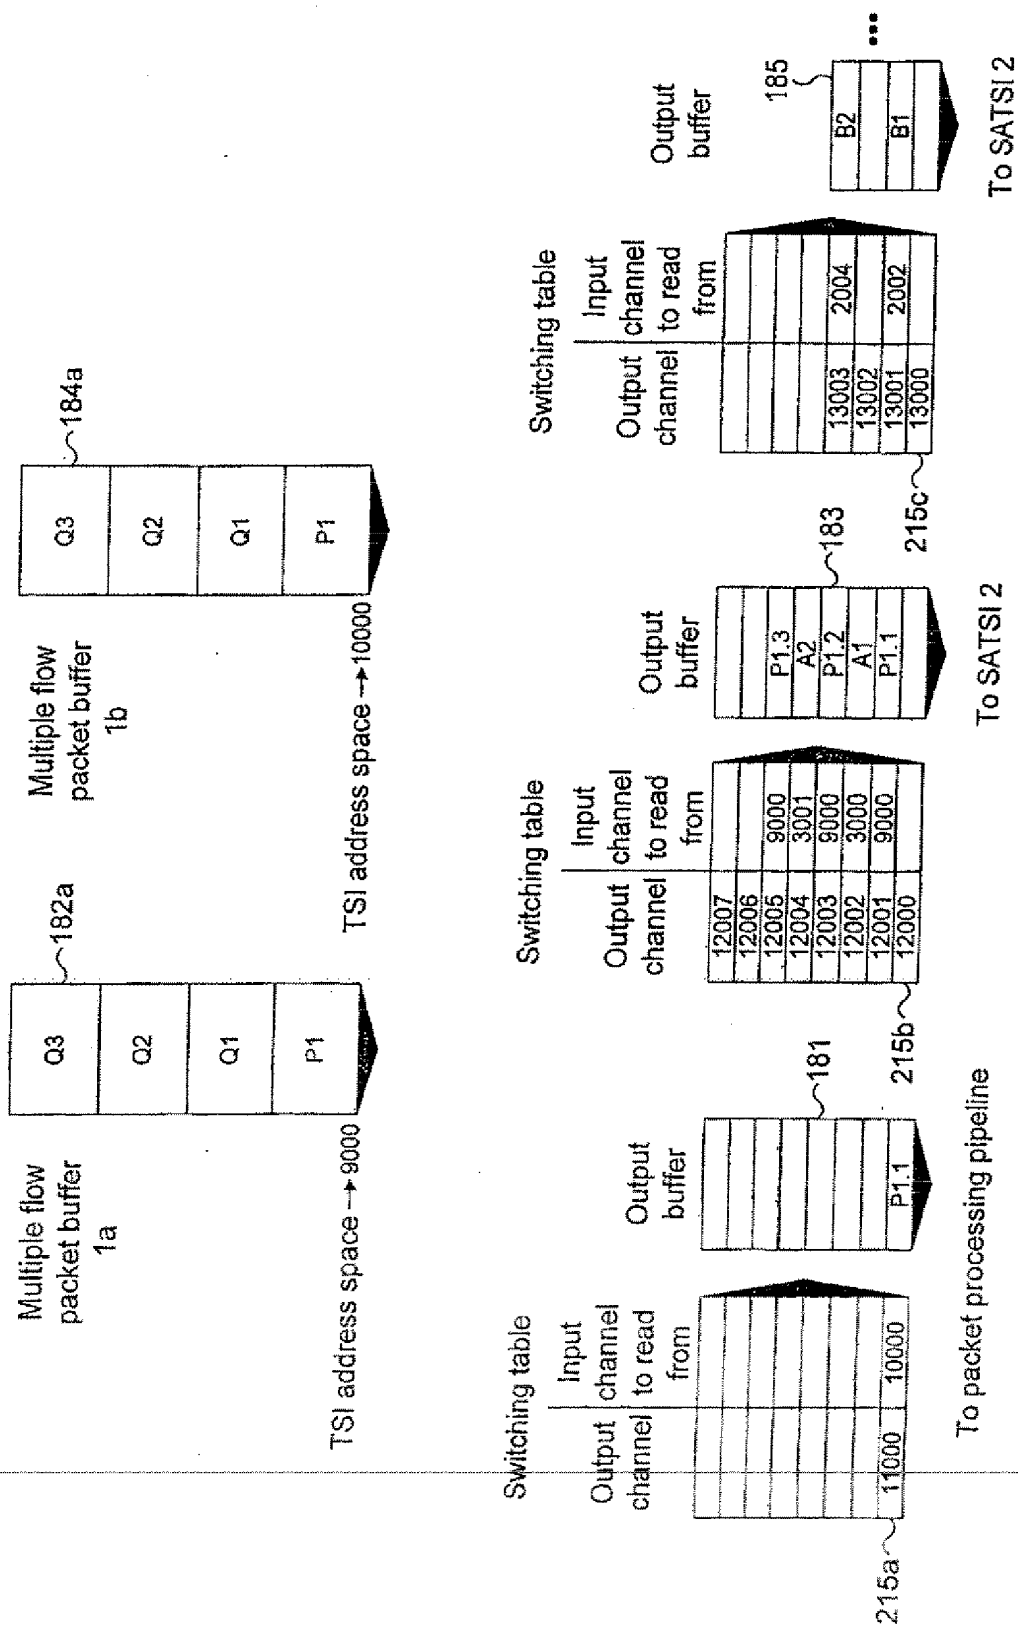 Multiple flow
packet buffer
1a
Q3
Q2
Q1
P1
182a
TSI address space → 9000
Multiple flow
packet buffer
1b
Q3
Q2
Q1
P1
184a
TSI address space → 10000
Switching table
Output
channel
Input
channel
to read
from
11000 10000
215a
Output
buffer
P1.1
181
To packet processing pipeline
Switching table
Output
channel
Input
channel
to read
from
12007
12006
12005 9000
12004 3001
12003 9000
12002 3000
12001 9000
12000
215b
Output
buffer
P1.3
A2
P1.2
A1
P1.1
183
To SATSI 2
Switching table
Output
channel
Input
channel
to read
from
13003 2004
13002
13001 2002
13000
215c
Output
buffer
B2
B1
185
...
To SATSI 2